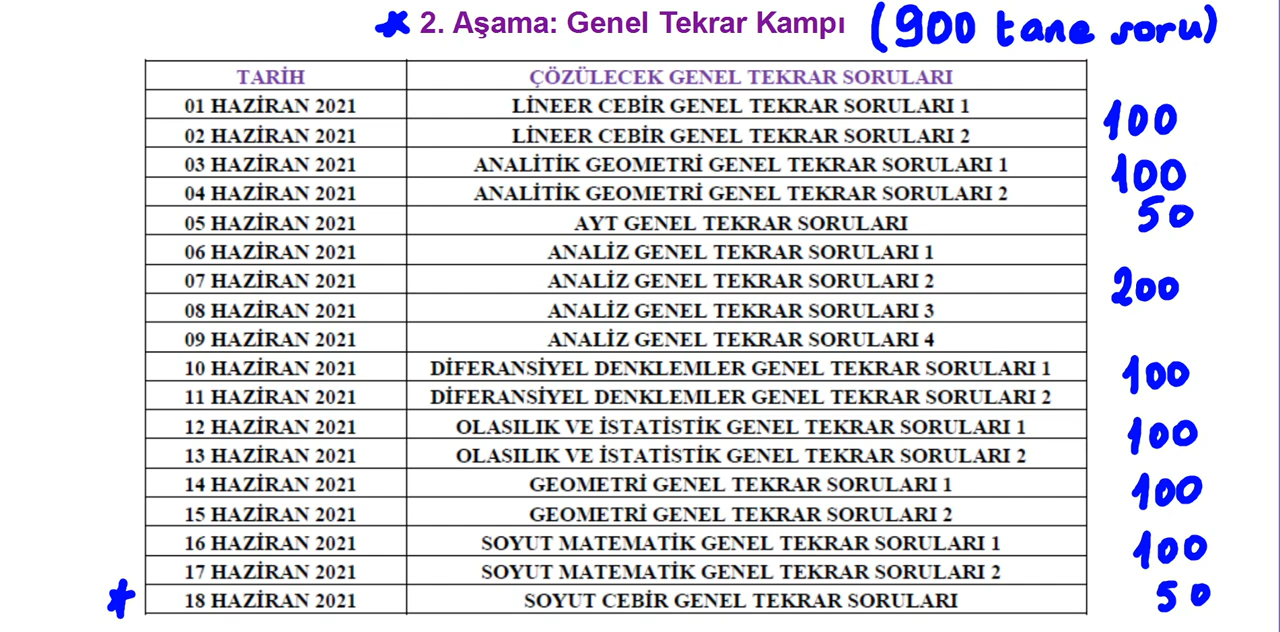 * 2. Aşama: Genel Tekrar Kampı (900 tane soru)
TARİH ÇÖZÜLECEK GENEL TEKRAR SORULARI
01 HAZİRAN 2021 LİNEER CEBİR GENEL TEKRAR SORULARI 1
100
02 HAZİRAN 2021 LİNEER CEBİR GENEL TEKRAR SORULARI 2
03 HAZİRAN 2021 ANALİTİK GEOMETRİ GENEL TEKRAR SORULARI 1
100
04 HAZİRAN 2021 ANALİTİK GEOMETRİ GENEL TEKRAR SORULARI 2
05 HAZİRAN 2021 AYT GENEL TEKRAR SORULARI 50
06 HAZİRAN 2021 ANALİZ GENEL TEKRAR SORULARI 1
07 HAZİRAN 2021 ANALİZ GENEL TEKRAR SORULARI 2
200
08 HAZİRAN 2021 ANALİZ GENEL TEKRAR SORULARI 3
09 HAZİRAN 2021 ANALİZ GENEL TEKRAR SORULARI 4
10 HAZİRAN 2021 DİFERANSİYEL DENKLEMLER GENEL TEKRAR SORULARI 1
100
11 HAZİRAN 2021 DİFERANSİYEL DENKLEMLER GENEL TEKRAR SORULARI 2
12 HAZİRAN 2021 OLASILIK VE İSTATİSTİK GENEL TEKRAR SORULARI 1
100
13 HAZİRAN 2021 OLASILIK VE İSTATİSTİK GENEL TEKRAR SORULARI 2
14 HAZİRAN 2021 GEOMETRİ GENEL TEKRAR SORULARI 1
100
15 HAZİRAN 2021 GEOMETRİ GENEL TEKRAR SORULARI 2
16 HAZİRAN 2021 SOYUT MATEMATİK GENEL TEKRAR SORULARI 1
100
17 HAZİRAN 2021 SOYUT MATEMATİK GENEL TEKRAR SORULARI 2
* 18 HAZİRAN 2021 SOYUT CEBİR GENEL TEKRAR SORULARI 50